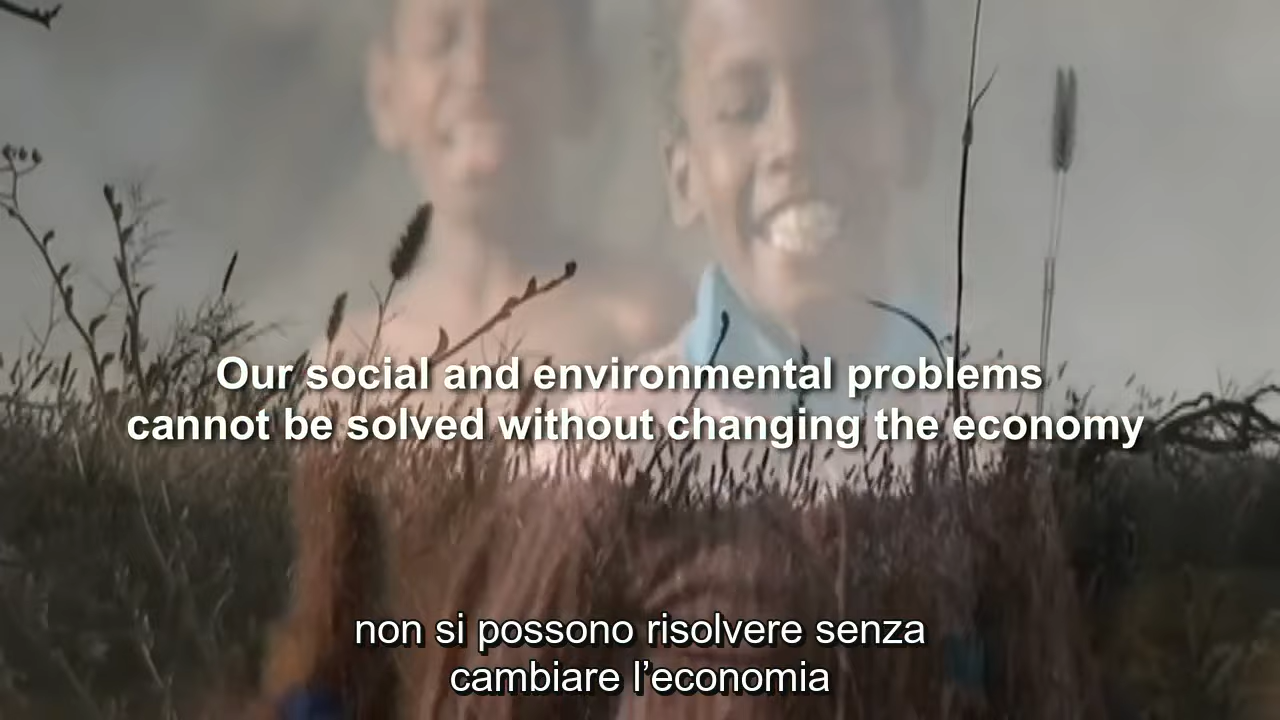 Our social and environmental problems
cannot be solved without changing the economy
non si possono risolvere senza
cambiare l’economia